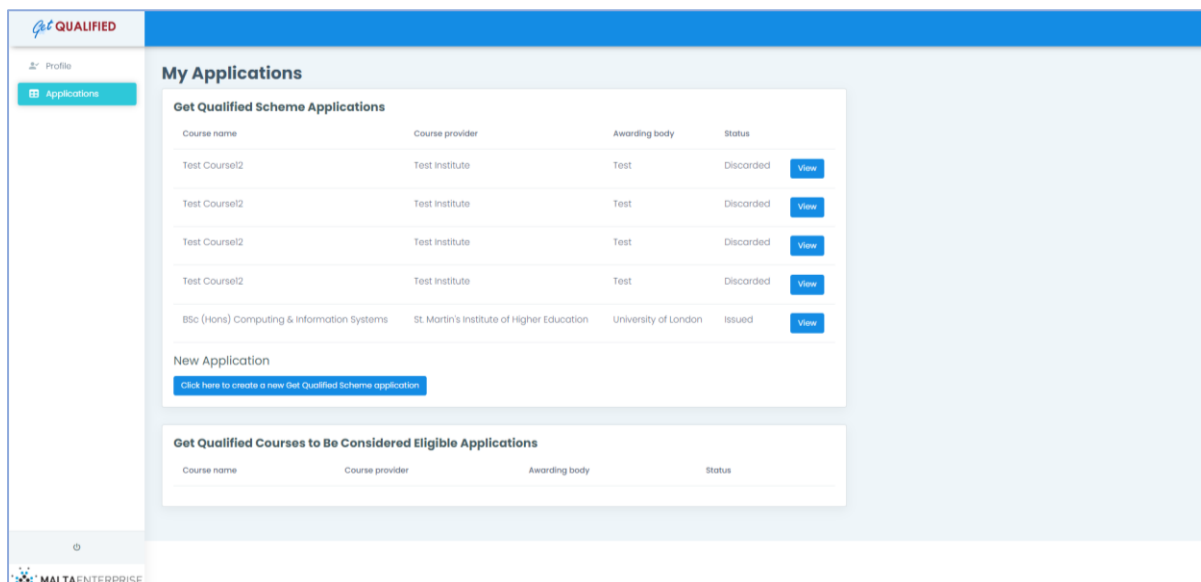 Get QUALIFIED
Profile
Applications
My Applications
Get Qualified Scheme Applications
Course name Course provider Awarding body Status
Test Course12 Test Institute Test Discarded View
Test Course12 Test Institute Test Discarded View
Test Course12 Test Institute Test Discarded View
Test Course12 Test Institute Test Discarded View
BSc (Hons) Computing & Information Systems St. Martin's Institute of Higher Education University of London Issued View
New Application
Click here to create a new Get Qualified Scheme application
Get Qualified Courses to Be Considered Eligible Applications
Course name Course provider Awarding body Status
MALTAENTERPRISE